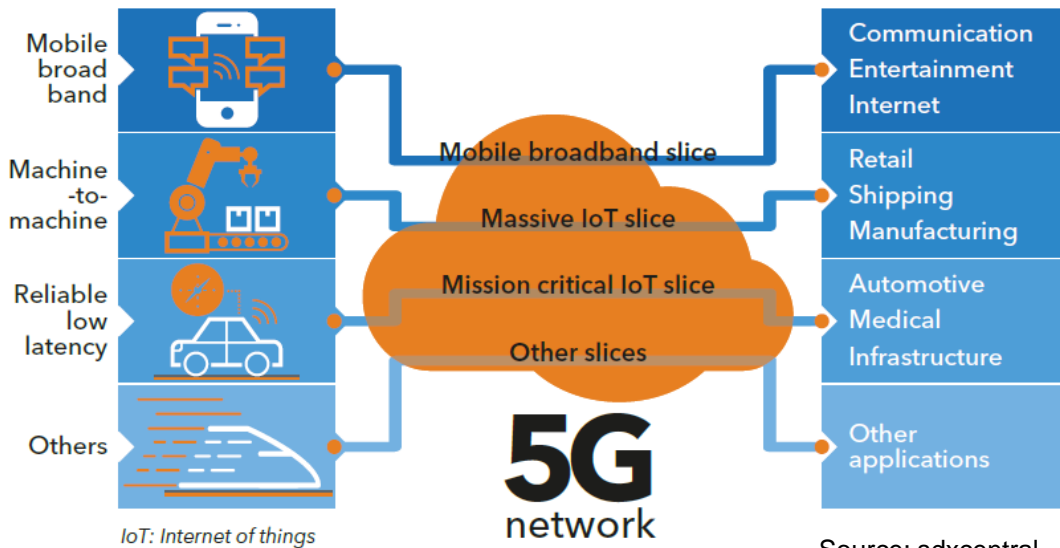 Mobile
broad
band
Communication
Entertainment
Internet
Mobile broadband slice
Machine
-to-
machine
Retail
Shipping
Manufacturing
Massive IoT slice
Reliable
low
latency
Mission critical IoT slice
Automotive
Medical
Infrastructure
Other slices
Others
5G
network
Other
applications
IoT: Internet of things